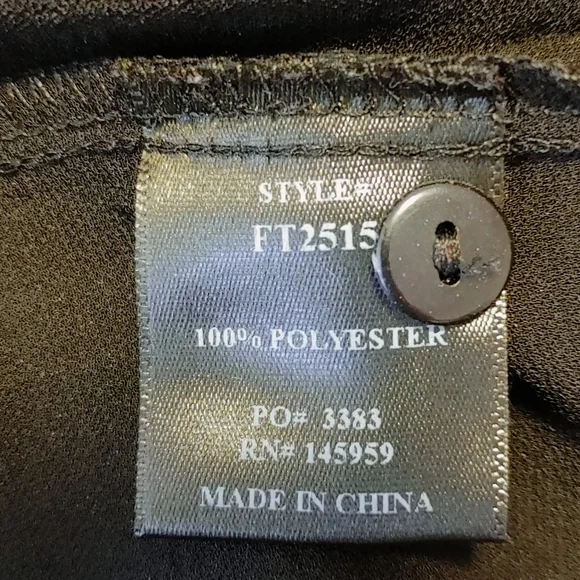 STYLE#
FT2515
100% POLYESTER
PO# 3383
RN# 145959
MADE IN CHINA